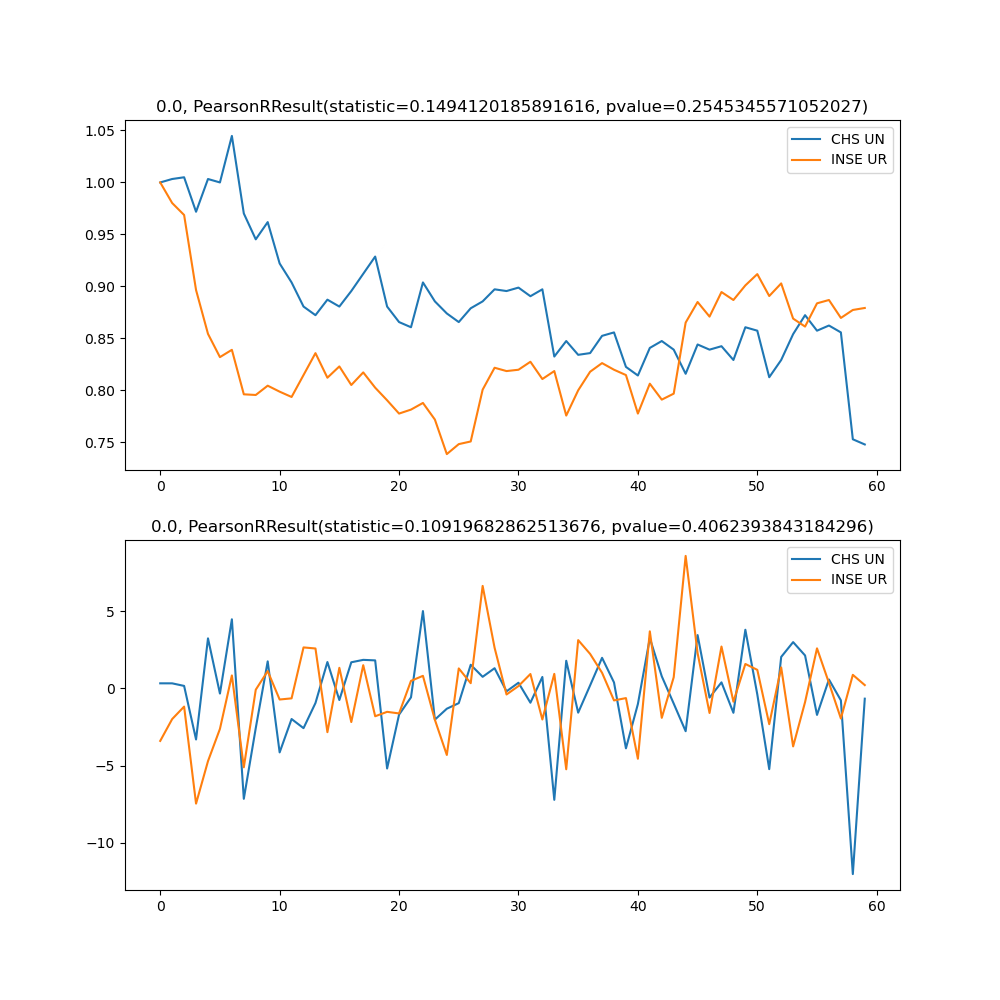 0.0, PearsonRResult(statistic=0.1494120185891616, pvalue=0.2545345571052027)
CHS UN
INSE UR
1.05
1.00
0.95
0.90
0.85
0.80
0.75
0 10 20 30 40 50 60
0.0, PearsonRResult(statistic=0.10919682862513676, pvalue=0.4062393843184296)
CHS UN
INSE UR
5
0
−5
−10
0 10 20 30 40 50 60